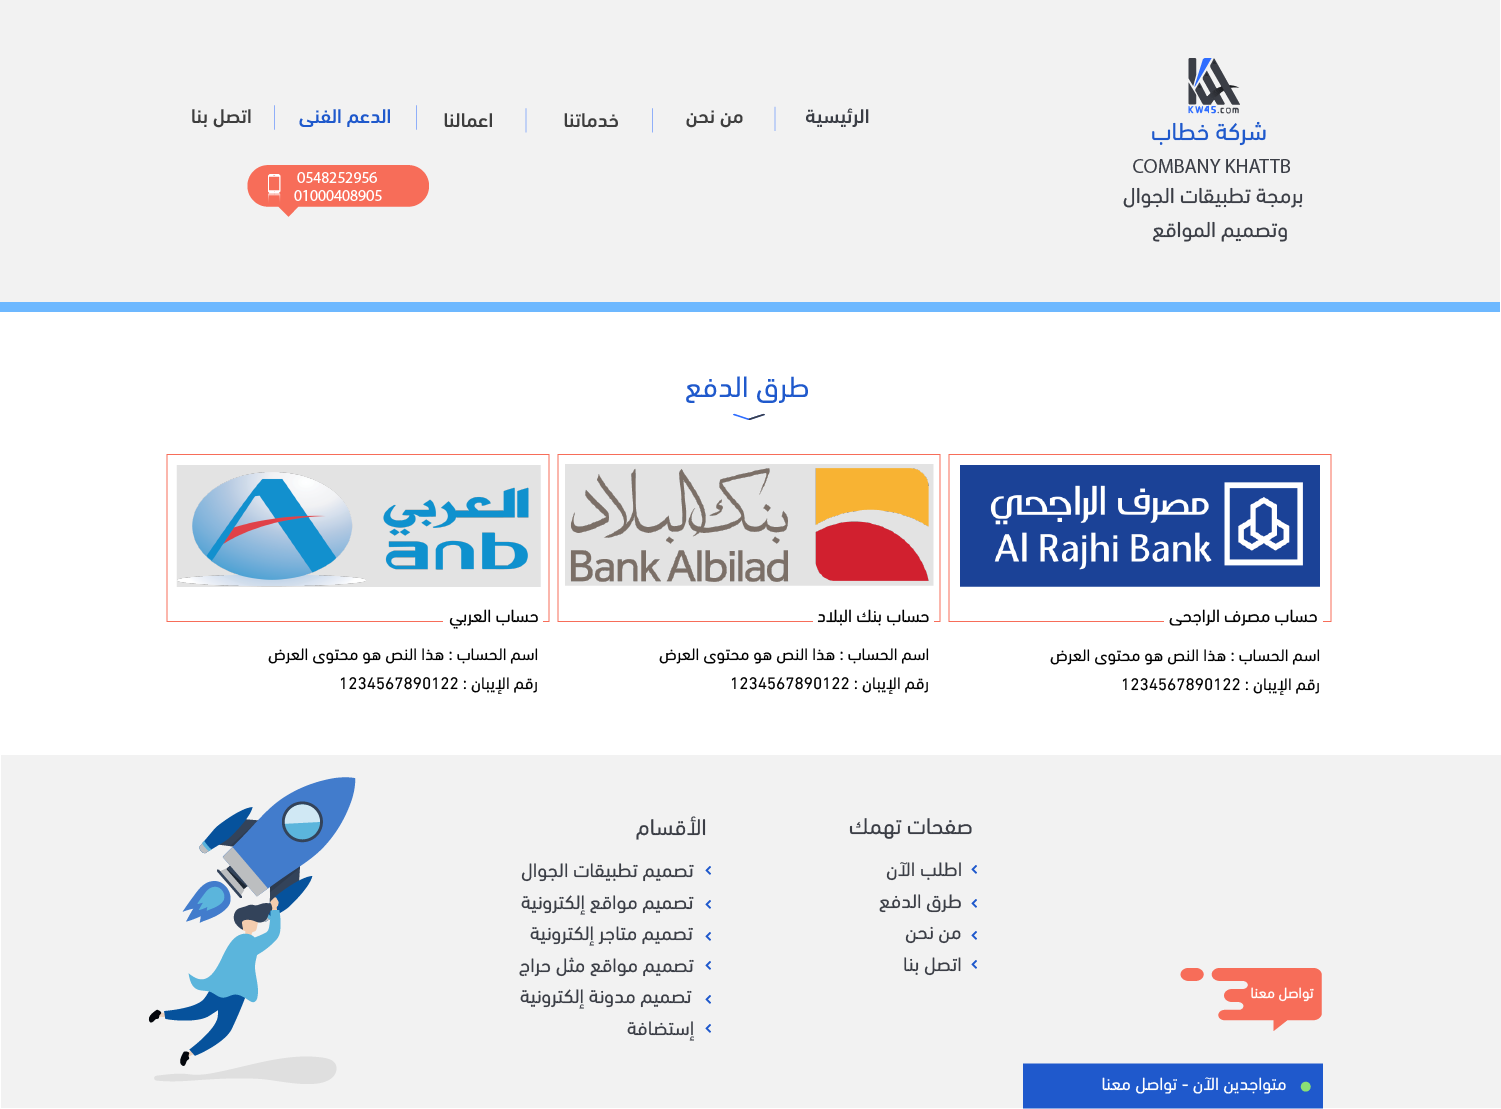 KW4S.com
شركة خطاب
COMBANY KHATTB
برمجة تطبيقات الجوال
وتصميم المواقع
الرئيسية
من نحن
خدماتنا
اعمالنا
الدعم الفنى
اتصل بنا
0548252956
01000408905
طرق الدفع
مصرف الراجحي
Al Rajhi Bank
حساب مصرف الراجحى
اسم الحساب : هذا النص هو محتوى العرض
رقم الإيبان : 1234567890122
بنك البلاد
Bank Albilad
حساب بنك البلاد
اسم الحساب : هذا النص هو محتوى العرض
رقم الإيبان : 1234567890122
العربي
anb
حساب العربي
اسم الحساب : هذا النص هو محتوى العرض
رقم الإيبان : 1234567890122
صفحات تهمك
اطلب الآن
طرق الدفع
من نحن
اتصل بنا
الأقسام
تصميم تطبيقات الجوال
تصميم مواقع إلكترونية
تصميم متاجر إلكترونية
تصميم مواقع مثل حراج
تصميم مدونة إلكترونية
إستضافة
تواصل معنا
متواجدين الآن - تواصل معنا